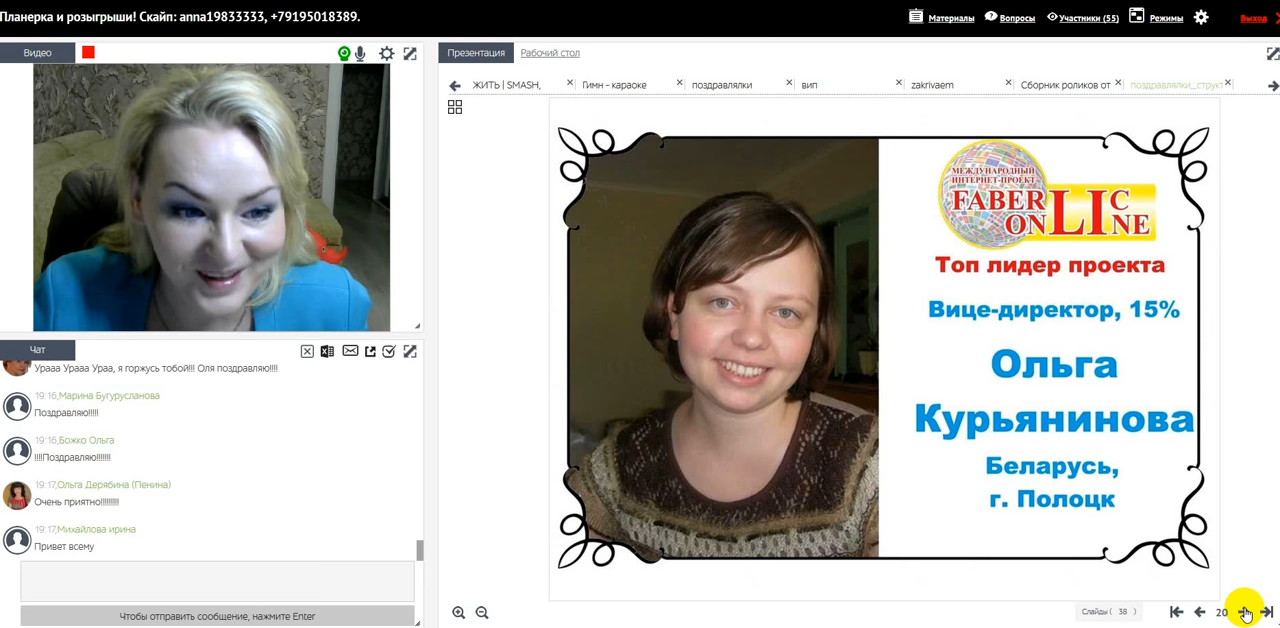 Планерка и розыгрыши! Скайп: anna19833333, +79195018389.
Материалы
Вопросы
Участники (55)
Режимы
Выход
Видео
Презентация
Рабочий стол
ЖИТЬ | SMASH,
Гимн - караоке
поздравлялки
вип
zakrivaem
Сборник роликов от
поздравлялки_структ
МЕЖДУНАРОДНЫЙ
ИНТЕРНЕТ-ПРОЕКТ
FABERLIC
ONLINE
Топ лидер проекта
Вице-директор, 15%
Ольга
Курьянинова
Беларусь,
г. Полоцк
Чат
Урааа Урааа Ураа, я горжусь тобой!!! Оля поздравляю!!!!
19:16,Марина Бугурусланова
Поздравляю!!!!!
19:16,Божко Ольга
!!!!Поздравляю!!!!!!!
19:17,Ольга Дерябина (Пенина)
Очень приятно!!!!!!!!!
19:17,Михайлова ирина
Привет всему
Чтобы отправить сообщение, нажмите Enter
Слайды ( 38 )
20